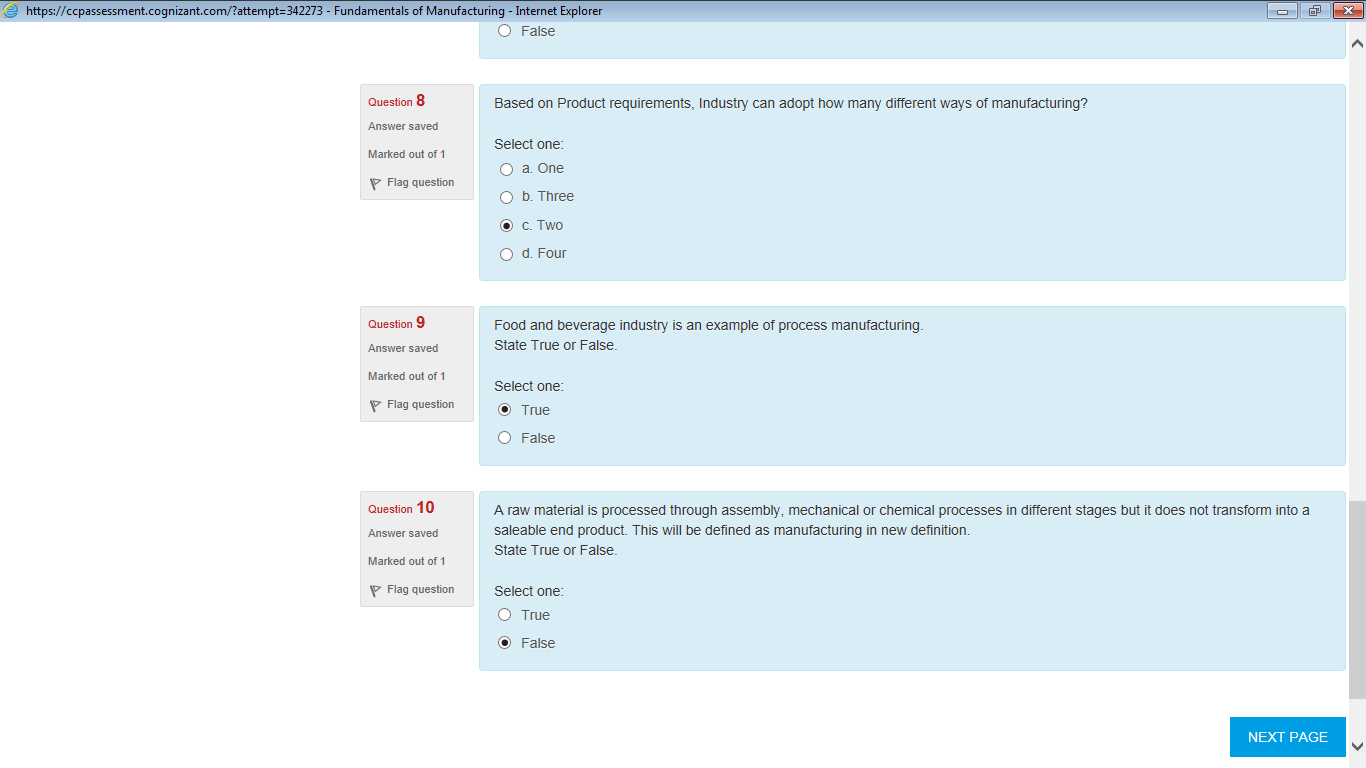 https://ccpassessment.cognizant.com/?attempt=342273 - Fundamentals of Manufacturing - Internet Explorer
False
Question 8
Answer saved
Marked out of 1
Flag question
Based on Product requirements, Industry can adopt how many different ways of manufacturing?
Select one:
a. One
b. Three
c. Two
d. Four
Question 9
Answer saved
Marked out of 1
Flag question
Food and beverage industry is an example of process manufacturing.
State True or False.
Select one:
True
False
Question 10
Answer saved
Marked out of 1
Flag question
A raw material is processed through assembly, mechanical or chemical processes in different stages but it does not transform into a
saleable end product. This will be defined as manufacturing in new definition.
State True or False.
Select one:
True
False
NEXT PAGE